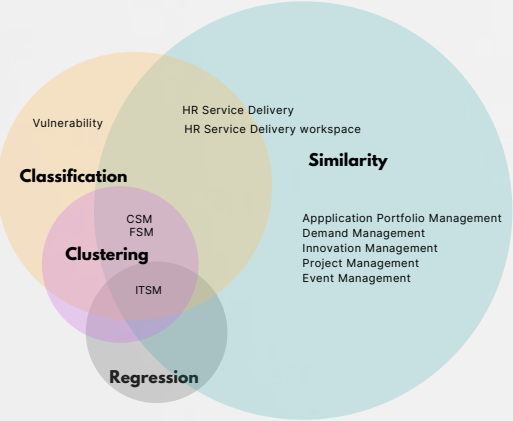 HR Service Delivery
Vulnerability
HR Service Delivery workspace
Similarity
Classification
CSM
FSM
Appplication Portfolio Management
Demand Management
Innovation Management
Project Management
Event Management
Clustering
ITSM
Regression